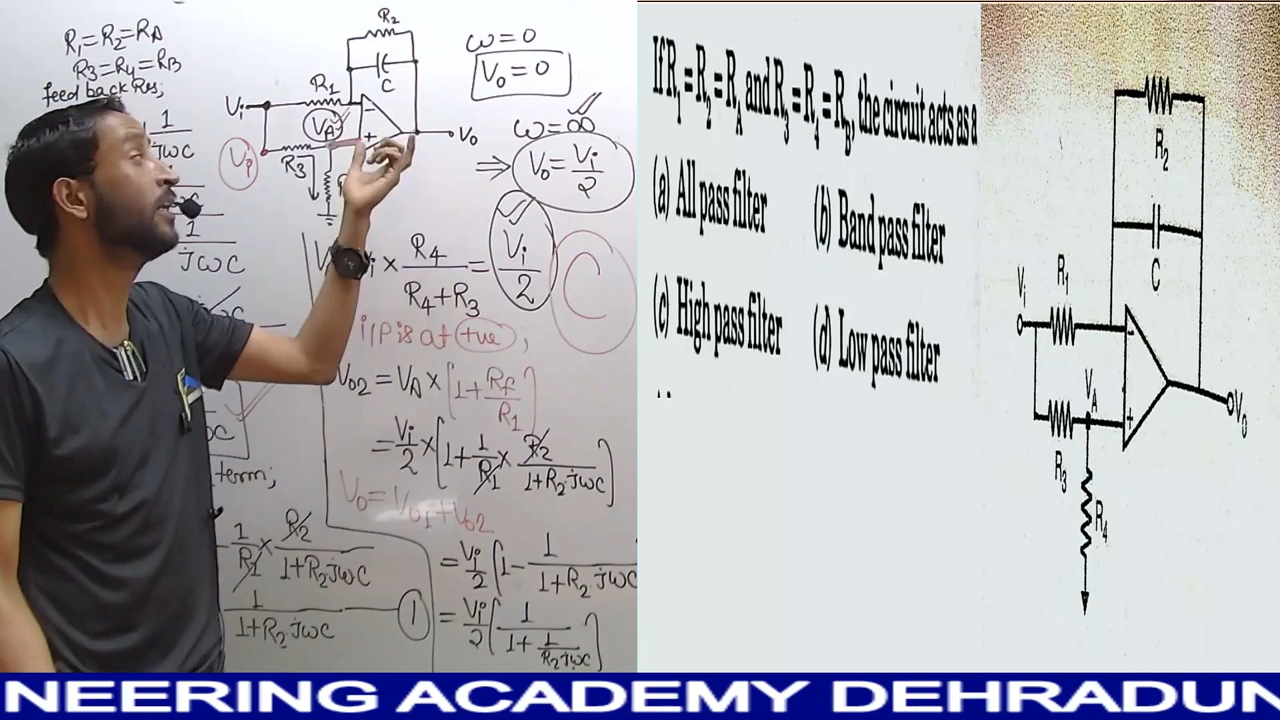 R₁=R₂=RA
R₃=R₄=RB
feed back Res;
R₂
C
R₁
Vi
VA
−
+
Vo
Vp
R₃
ω=0
Vo=0
ω=∞
⇒ Vo=Vi/2
1/jωC
1/jωC
× R₄/(R₄+R₃) = Vi/2
C
i/P is at +ve,
Vo2=VA×[1+Rf/R1]
=Vi/2×[1+1/R1×R2/(1+R2jωC)]
Vo=Vo1+Vo2
=Vi/2[1−1/(1+R2.jωC
=Vi/2[1/(1+1/R2jωC)]
term;
1/R1×R2/(1+R2jωC)
1/(1+R2.jωC) — 1
If R₁=R₂=RA and R₃=R₄=Rb, the circuit acts as a
(a) All pass filter
(b) Band pass filter
(c) High pass filter
(d) Low pass filter
R₂
C
R₁
Vi
−
VA
+
Vo
R₃
R₄
NEERING ACADEMY DEHRADUN